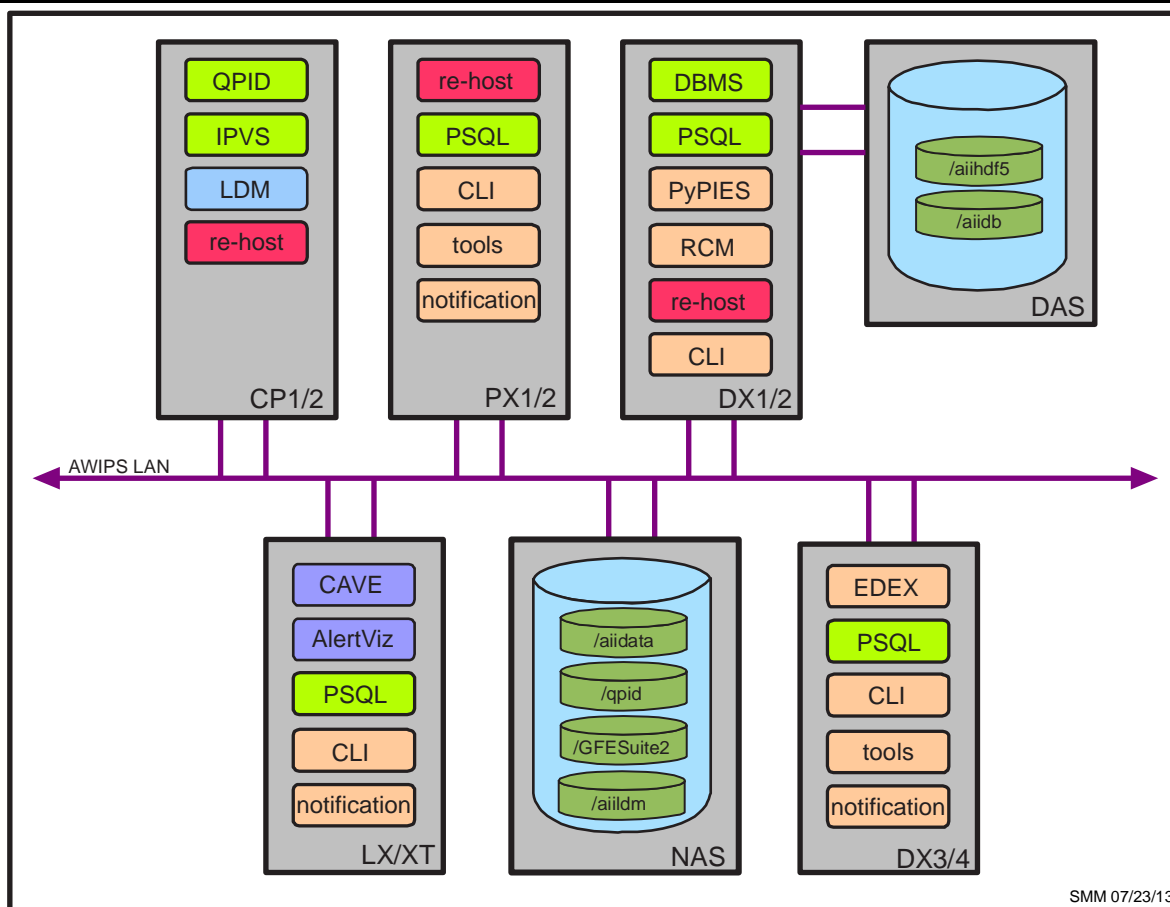 QPID
IPVS
LDM
re-host
CP1/2
re-host
PSQL
CLI
tools
notification
PX1/2
DBMS
PSQL
PyPIES
RCM
re-host
CLI
DX1/2
/aiihdf5
/aiidb
DAS
AWIPS LAN
CAVE
AlertViz
PSQL
CLI
notification
LX/XT
/aiidata
/qpid
/GFESuite2
/aiildm
NAS
EDEX
PSQL
CLI
tools
notification
DX3/4
SMM 07/23/13